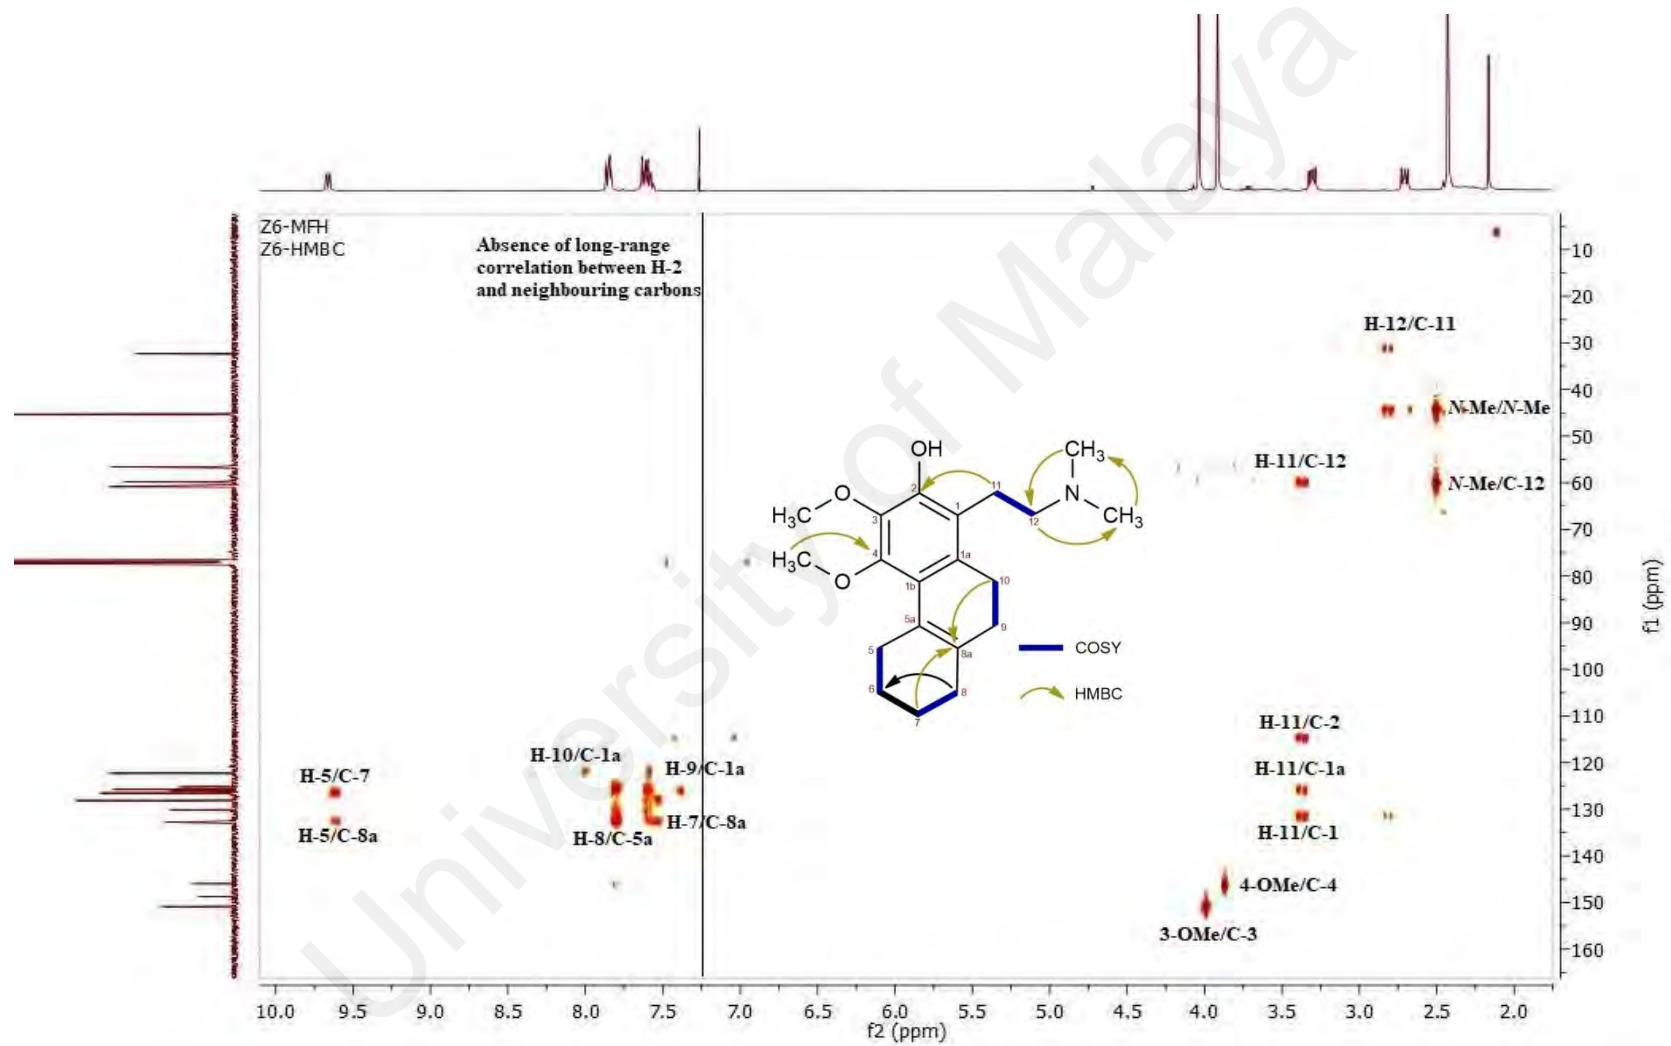 Z6-MFH
Z6-HMBC
Absence of long-range
correlation between H-2
and neighbouring carbons
H-12/C-11
N-Me/N-Me
H-11/C-12
N-Me/C-12
OH
CH3
H3C
O
N
CH3
H3C
O
2
3
4
1
1a
1b
5a
5
6
7
8
8a
9
10
11
12
COSY
HMBC
H-11/C-2
H-10/C-1a
H-9/C-1a
H-11/C-1a
H-5/C-7
H-7/C-8a
H-5/C-8a
H-8/C-5a
H-11/C-1
4-OMe/C-4
3-OMe/C-3
10
20
30
40
50
60
70
80
90
100
110
120
130
140
150
160
f1 (ppm)
10.0 9.5 9.0 8.5 8.0 7.5 7.0 6.5 6.0 5.5 5.0 4.5 4.0 3.5 3.0 2.5 2.0
f2 (ppm)
University of Malaya